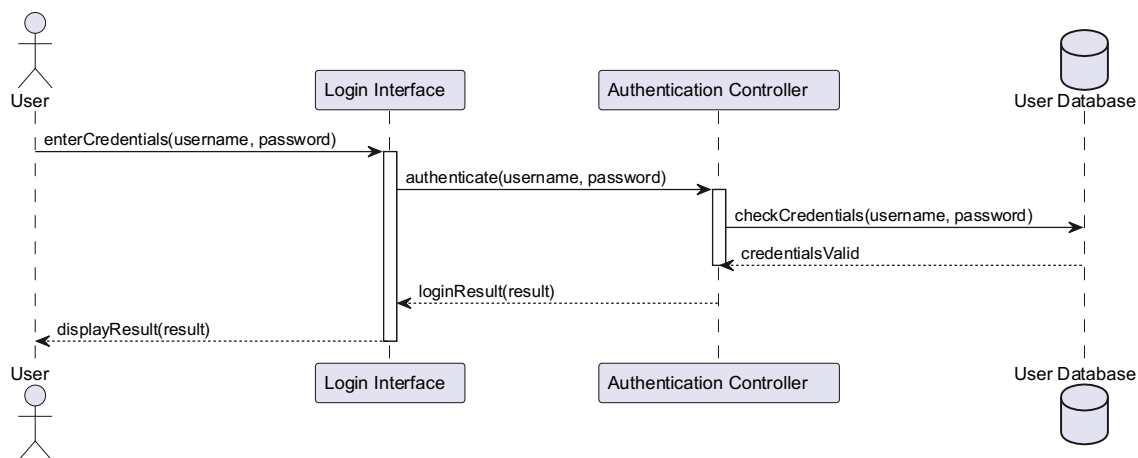 User
Login Interface
Authentication Controller
User Database
enterCredentials(username, password)
authenticate(username, password)
checkCredentials(username, password)
credentialsValid
loginResult(result)
displayResult(result)
User
Login Interface
Authentication Controller
User Database